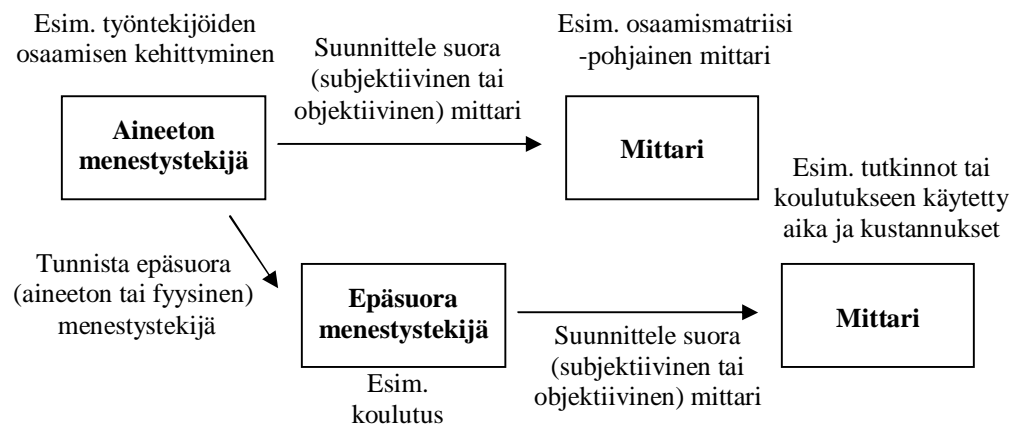 Esim. työntekijöiden
osaamisen kehittyminen
Suunnittele suora
(subjektiivinen tai
objektiivinen) mittari
Esim. osaamismatriisi
-pohjainen mittari
Aineeton
menestystekijä
Mittari
Esim. tutkinnot tai
koulutukseen käytetty
aika ja kustannukset
Tunnista epäsuora
(aineeton tai fyysinen)
menestystekijä
Epäsuora
menestystekijä
Esim.
koulutus
Suunnittele suora
(subjektiivinen tai
objektiivinen) mittari
Mittari